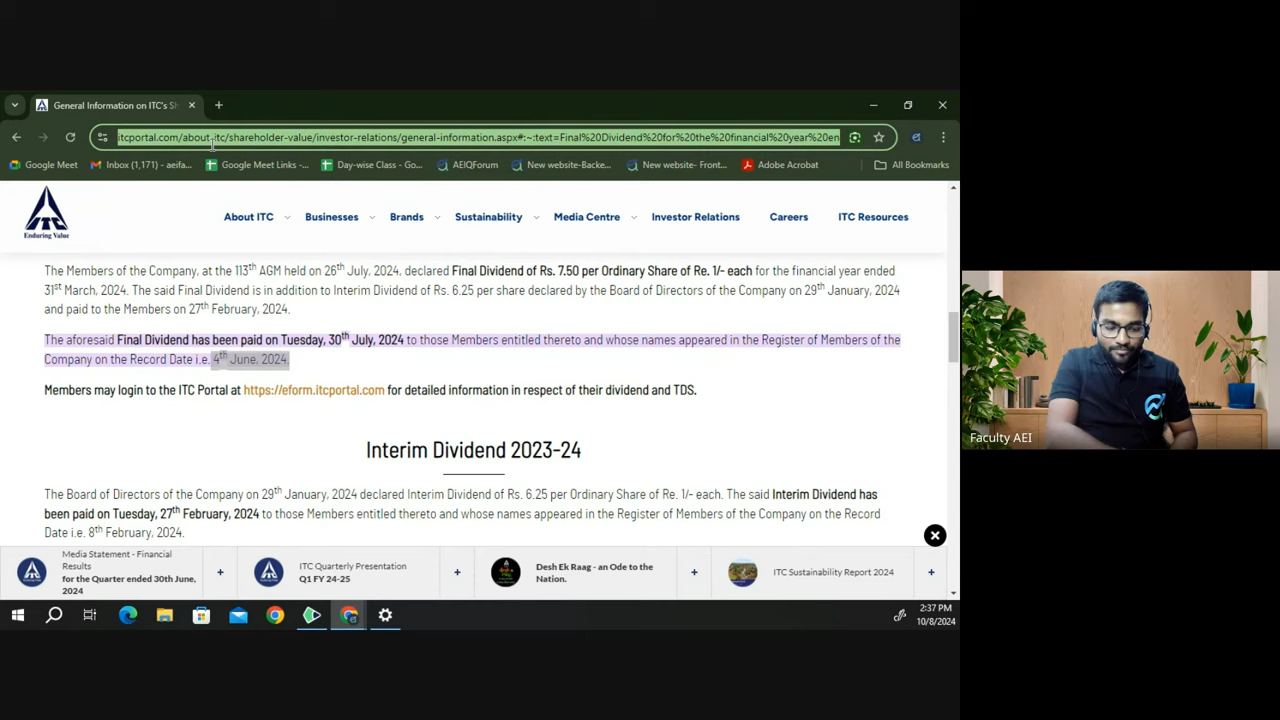 General Information on ITC's Sh
itcportal.com/about-itc/shareholder-value/investor-relations/general-information.aspx#:~:text=Final%20Dividend%20for%20the%20financial%20year%20en
Google Meet
Inbox (1,171) - aeifa...
Google Meet Links -...
Day-wise Class - Go...
AEIQForum
New website-Backe...
New website- Front...
Adobe Acrobat
All Bookmarks
ITC
Enduring Value
About ITC
Businesses
Brands
Sustainability
Media Centre
Investor Relations
Careers
ITC Resources
The Members of the Company, at the 113th AGM held on 26th July, 2024, declared Final Dividend of Rs. 7.50 per Ordinary Share of Re. 1/- each for the financial year ended
31st March, 2024. The said Final Dividend is in addition to Interim Dividend of Rs. 6.25 per share declared by the Board of Directors of the Company on 29th January, 2024
and paid to the Members on 27th February, 2024.
The aforesaid Final Dividend has been paid on Tuesday, 30th July, 2024 to those Members entitled thereto and whose names appeared in the Register of Members of the
Company on the Record Date i.e. 4th June, 2024.
Members may login to the ITC Portal at https://eform.itcportal.com for detailed information in respect of their dividend and TDS.
Interim Dividend 2023-24
The Board of Directors of the Company on 29th January, 2024 declared Interim Dividend of Rs. 6.25 per Ordinary Share of Re. 1/- each. The said Interim Dividend has
been paid on Tuesday, 27th February, 2024 to those Members entitled thereto and whose names appeared in the Register of Members of the Company on the Record
Date i.e. 8th February, 2024.
Media Statement - Financial
Results
for the Quarter ended 30th June,
2024
+
ITC Quarterly Presentation
Q1 FY 24-25
+
Desh Ek Raag - an Ode to the
Nation.
+
ITC Sustainability Report 2024
+
2:37 PM
10/8/2024
Faculty AEI